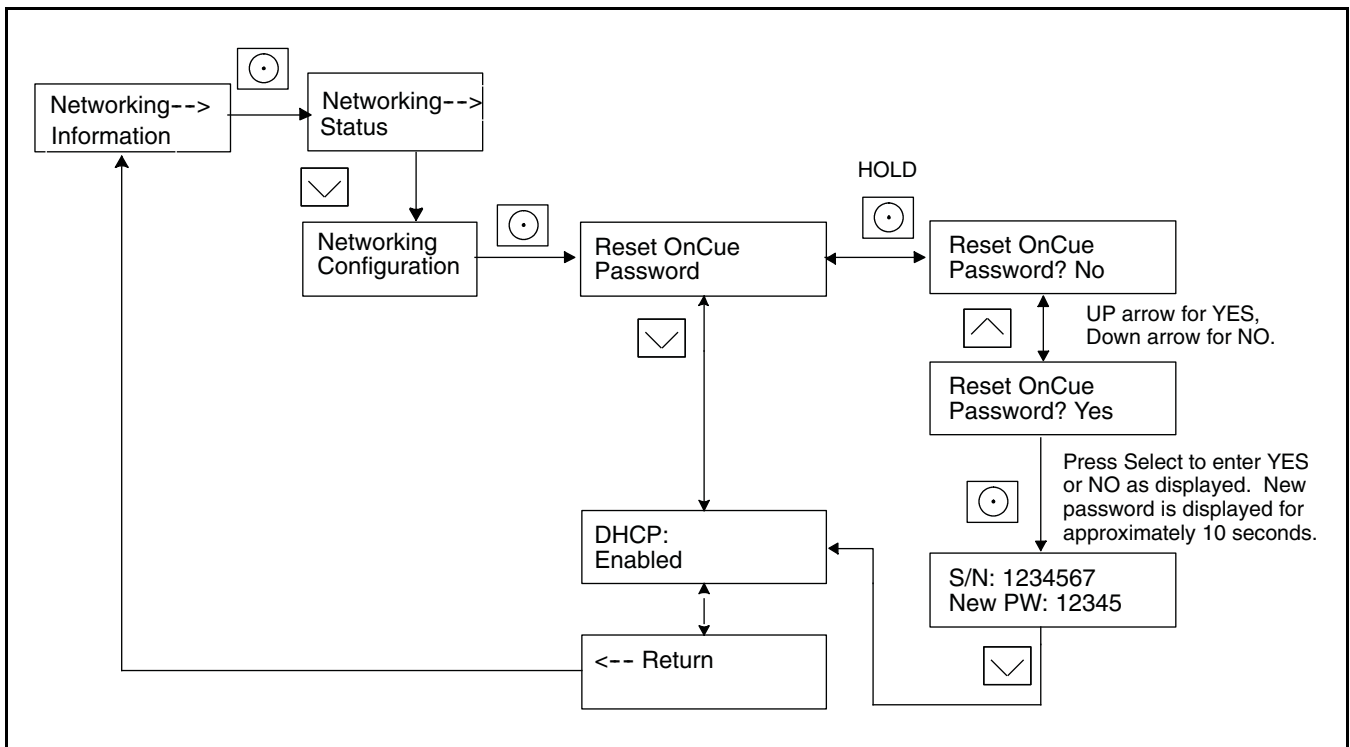 Networking-->
Information
Networking-->
Status
Networking
Configuration
Reset OnCue
Password
HOLD
Reset OnCue
Password? No
UP arrow for YES,
Down arrow for NO.
Reset OnCue
Password? Yes
Press Select to enter YES
or NO as displayed.  New
password is displayed for
approximately 10 seconds.
S/N: 1234567
New PW: 12345
DHCP:
Enabled
<-- Return